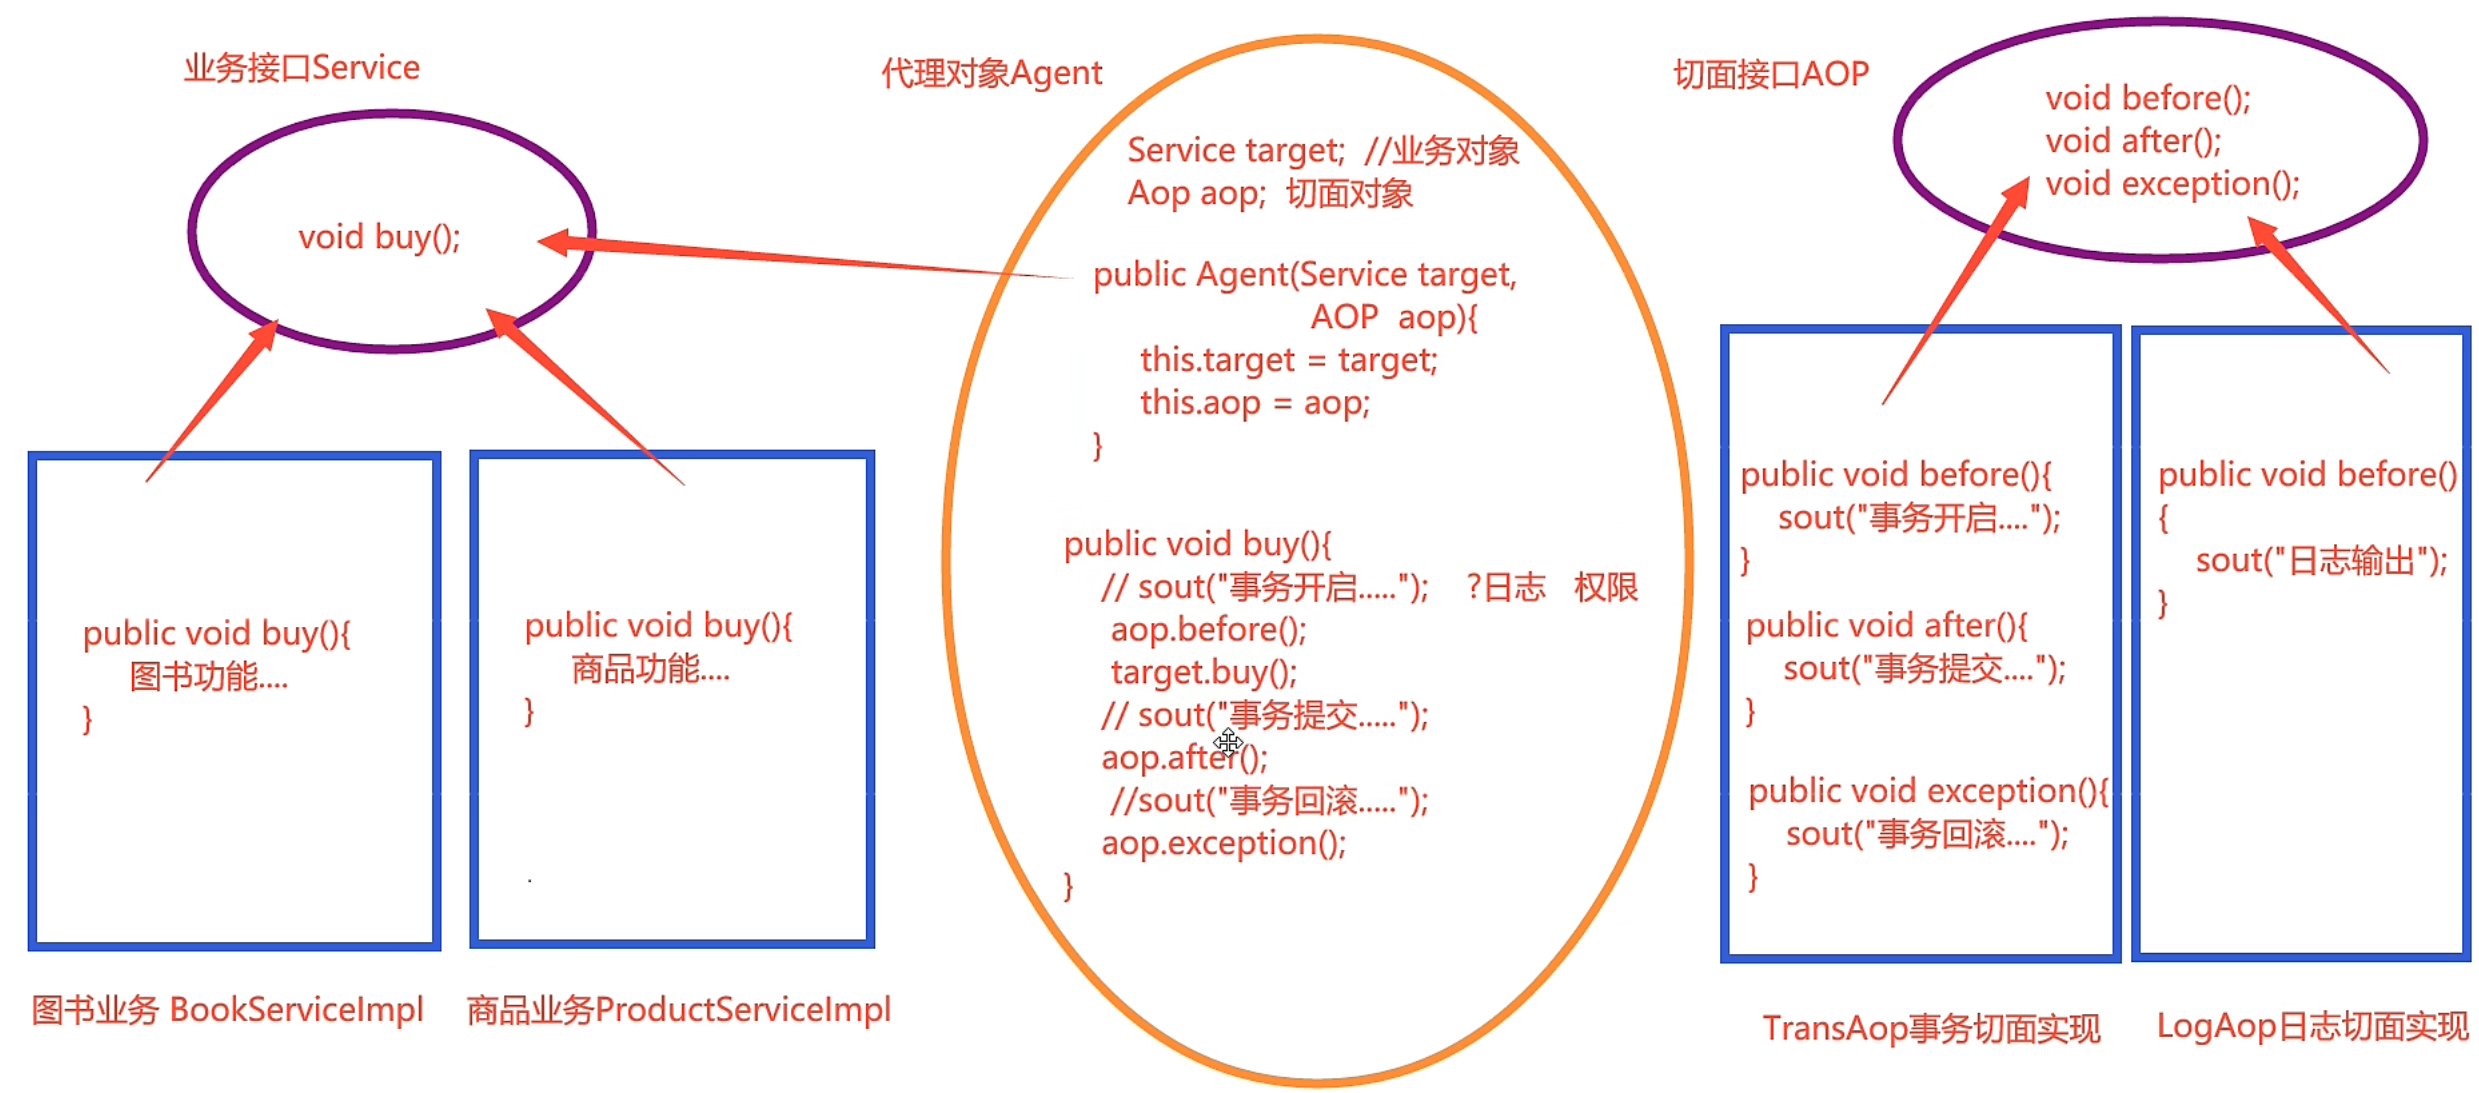 业务接口Service
void buy();
public void buy(){
图书功能....
}
图书业务 BookServiceImpl
public void buy(){
商品功能....
}
.
商品业务ProductServiceImpl
代理对象Agent
Service target;  //业务对象
Aop aop;  切面对象
public Agent(Service target,
AOP  aop){
this.target = target;
this.aop = aop;
}
public void buy(){
// sout("事务开启.....");    ?日志   权限
aop.before();
target.buy();
// sout("事务提交.....");
aop.after();
//sout("事务回滚.....");
aop.exception();
}
切面接口AOP
void before();
void after();
void exception();
public void before(){
sout("事务开启....");
}
public void after(){
sout("事务提交....");
}
public void exception(){
sout("事务回滚....");
}
TransAop事务切面实现
public void before()
{
sout("日志输出");
}
LogAop日志切面实现